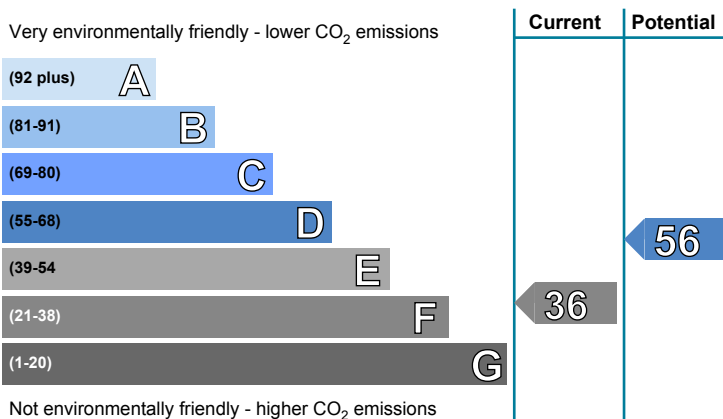 Very environmentally friendly - lower CO₂ emissions
Current
Potential
(92 plus) A
(81-91) B
(69-80) C
(55-68) D
56
(39-54 E
(21-38) F
36
(1-20) G
Not environmentally friendly - higher CO₂ emissions